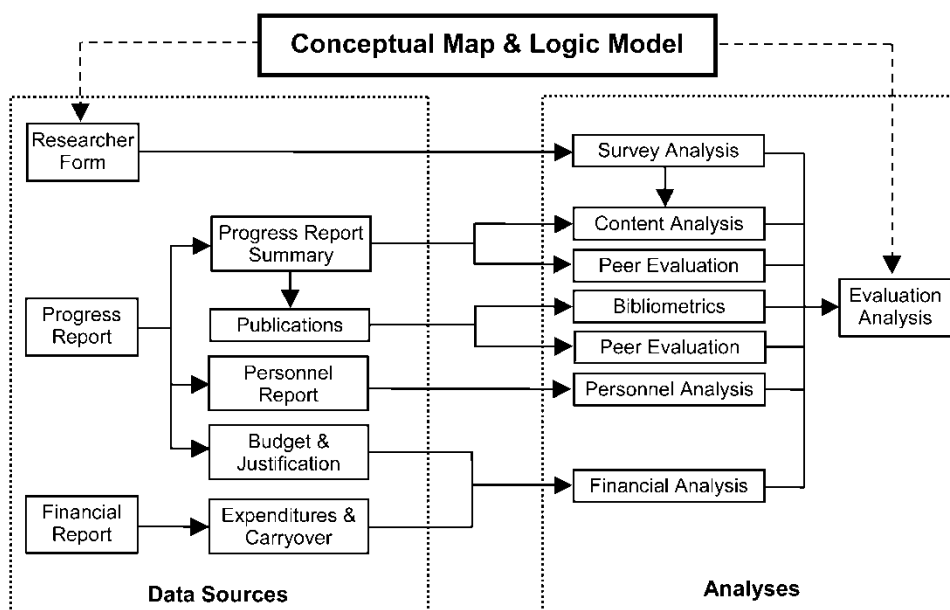 Conceptual Map & Logic Model
Researcher
Form
Progress Report
Summary
Progress
Report
Publications
Personnel
Report
Budget &
Justification
Financial
Report
Expenditures &
Carryover
Data Sources
Survey Analysis
Content Analysis
Peer Evaluation
Bibliometrics
Peer Evaluation
Personnel Analysis
Financial Analysis
Evaluation
Analysis
Analyses